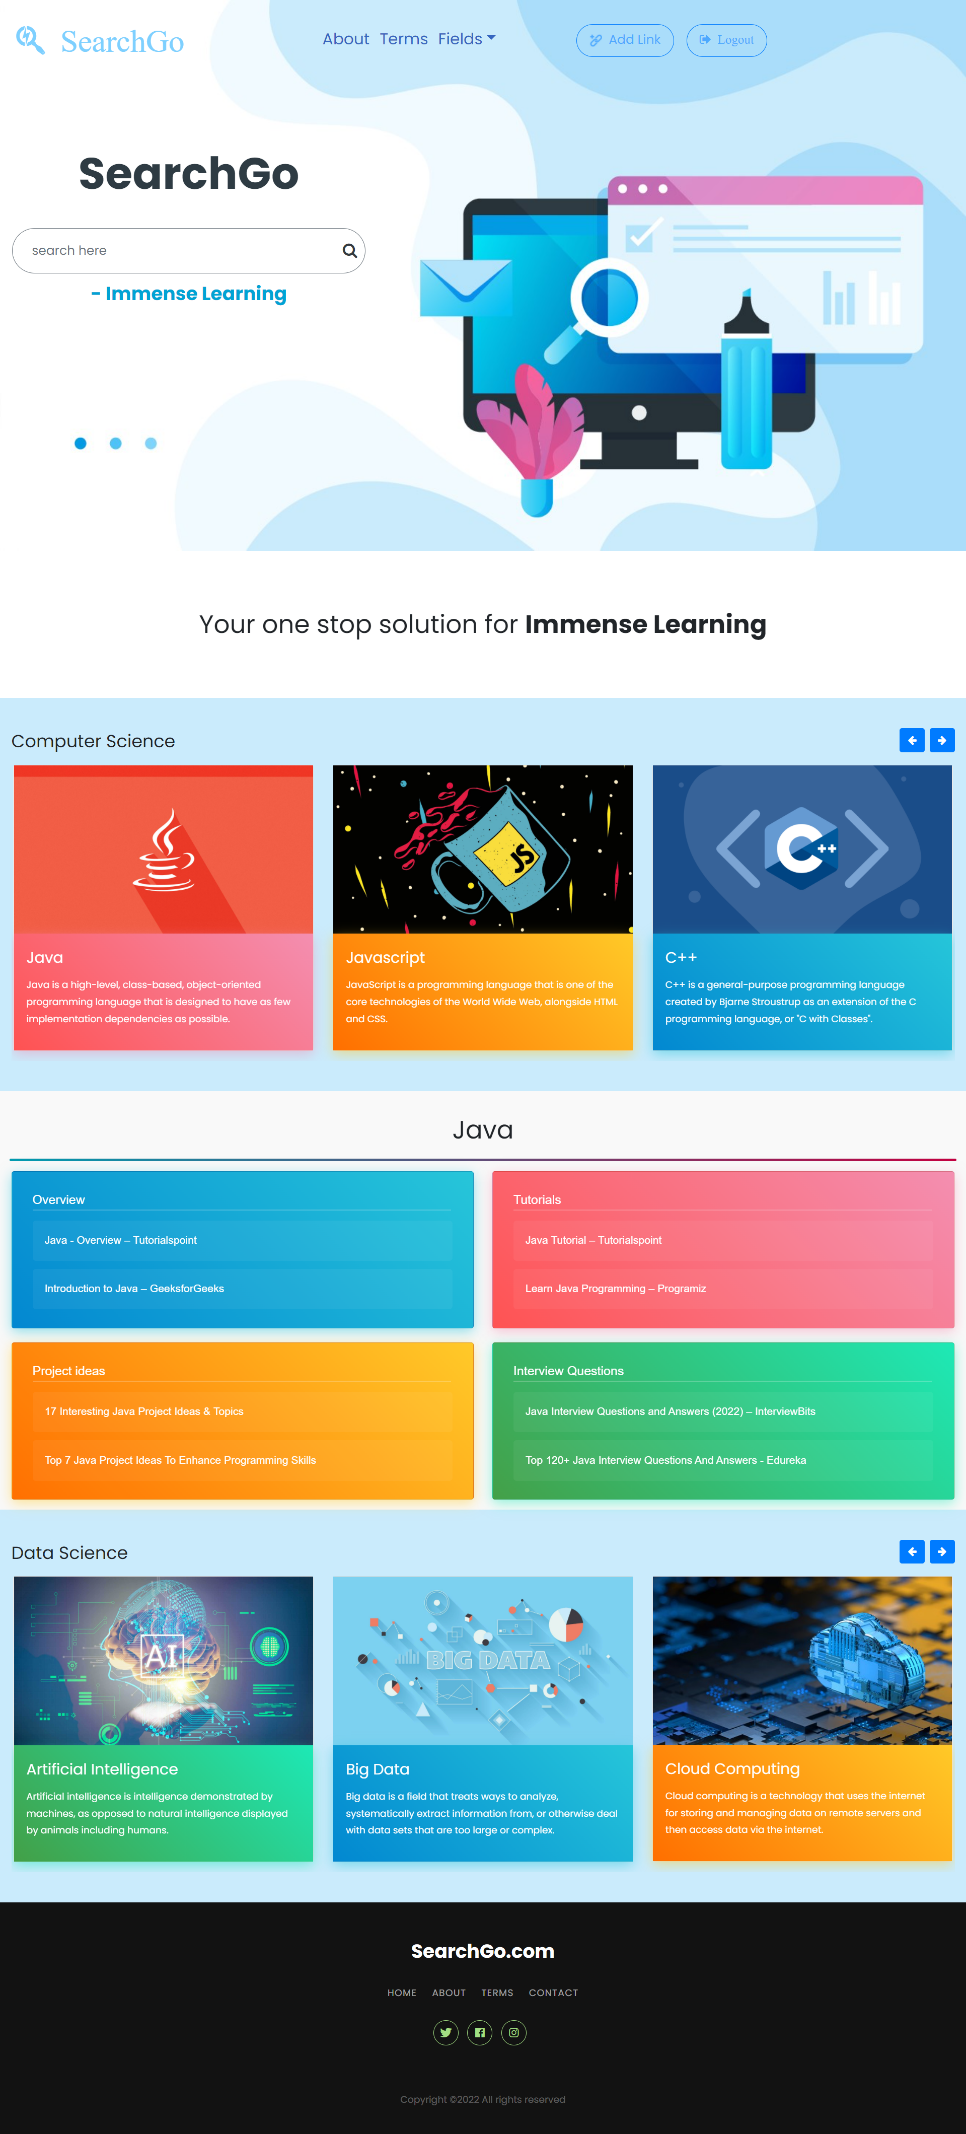 SearchGo
About Terms Fields
Add Link
Logout
SearchGo
search here
- Immense Learning
Your one stop solution for Immense Learning
Computer Science
JS
C++
Java
Java is a high-level, class-based, object-oriented
programming language that is designed to have as few
implementation dependencies as possible.
Javascript
JavaScript is a programming language that is one of the
core technologies of the World Wide Web, alongside HTML
and CSS.
C++
C++ is a general-purpose programming language
created by Bjarne Stroustrup as an extension of the C
programming language, or "C with Classes".
Java
Overview
Java - Overview – Tutorialspoint
Introduction to Java – GeeksforGeeks
Tutorials
Java Tutorial – Tutorialspoint
Learn Java Programming – Programiz
Project ideas
17 Interesting Java Project Ideas & Topics
Top 7 Java Project Ideas To Enhance Programming Skills
Interview Questions
Java Interview Questions and Answers (2022) – InterviewBits
Top 120+ Java Interview Questions And Answers - Edureka
Data Science
AI
BIG DATA
Artificial Intelligence
Artificial intelligence is intelligence demonstrated by
machines, as opposed to natural intelligence displayed
by animals including humans.
Big Data
Big data is a field that treats ways to analyze,
systematically extract information from, or otherwise deal
with data sets that are too large or complex.
Cloud Computing
Cloud computing is a technology that uses the internet
for storing and managing data on remote servers and
then access data via the internet.
SearchGo.com
HOME ABOUT TERMS CONTACT
Copyright ©2022 All rights reserved